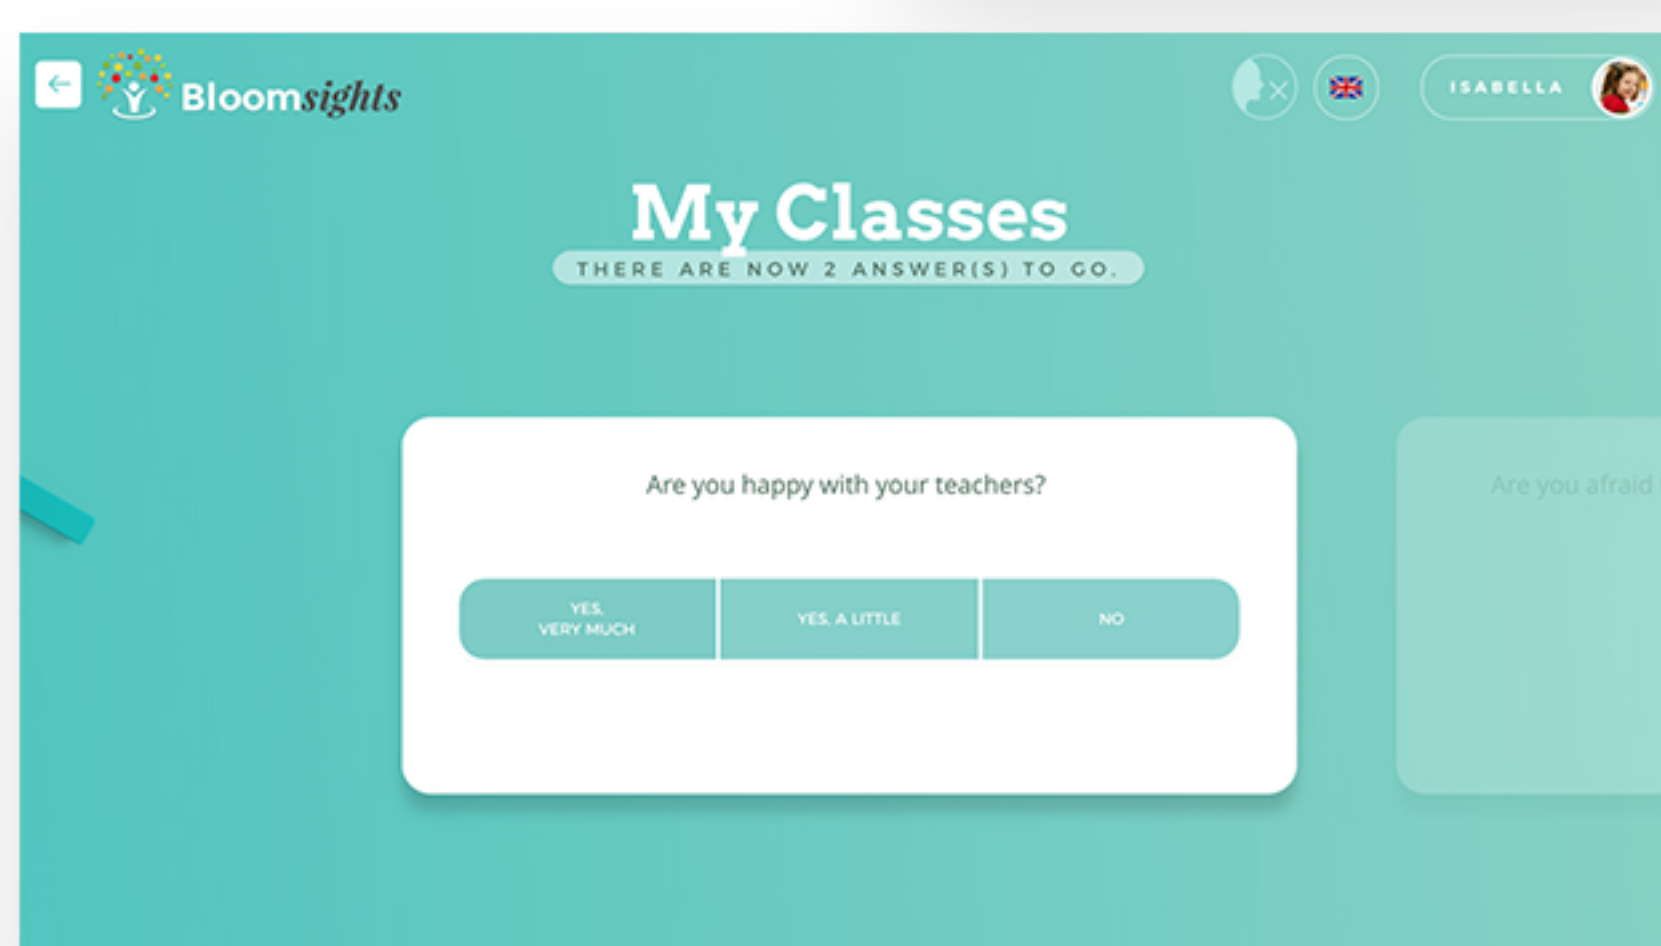 Bloomsights
ISABELLA
My Classes
THERE ARE NOW 2 ANSWER(S) TO GO.
Are you happy with your teachers?
Are you afraid
YES,
VERY MUCH
YES, A LITTLE
NO